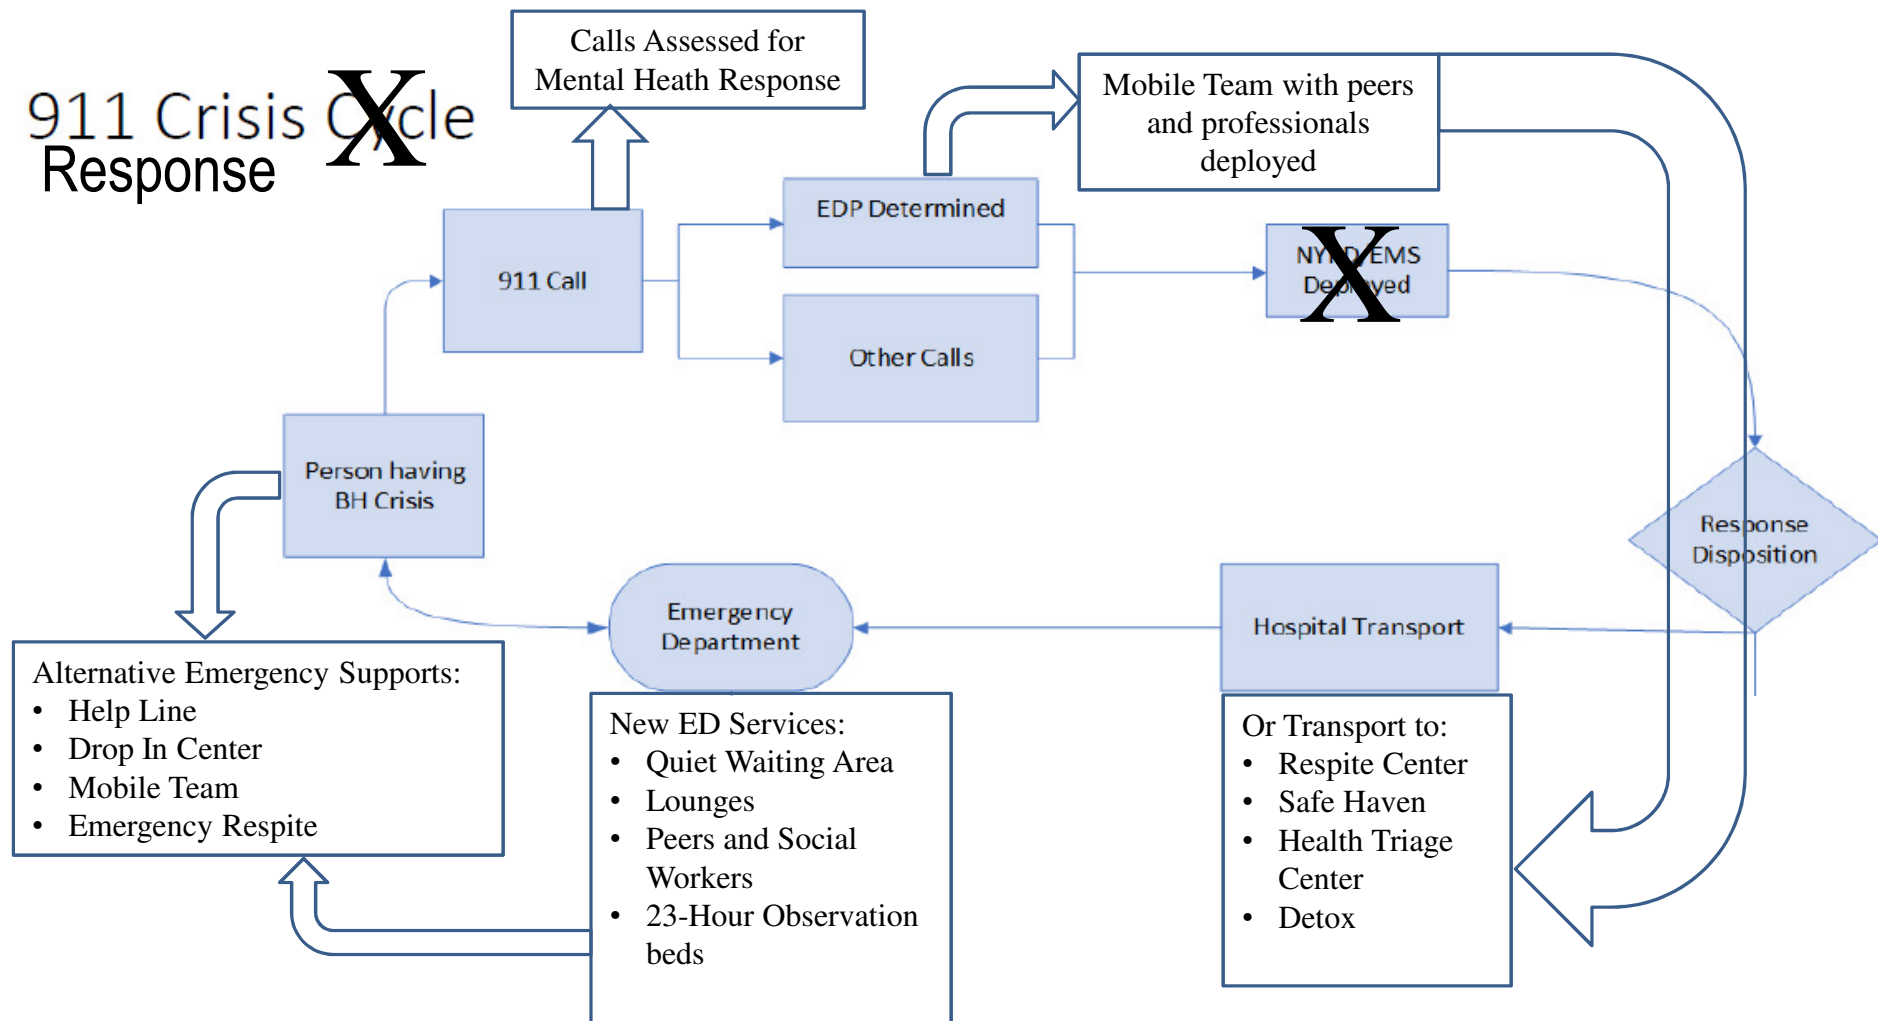 Calls Assessed for
Mental Heath Response
911 Crisis Cycle
X
Response
Mobile Team with peers
and professionals
deployed
EDP Determined
NYPD/EMS
Deployed
X
911 Call
Other Calls
Person having
BH Crisis
Response
Disposition
Emergency
Department
Hospital Transport
Alternative Emergency Supports:
• Help Line
• Drop In Center
• Mobile Team
• Emergency Respite
New ED Services:
• Quiet Waiting Area
• Lounges
• Peers and Social
Workers
• 23-Hour Observation
beds
Or Transport to:
• Respite Center
• Safe Haven
• Health Triage
Center
• Detox